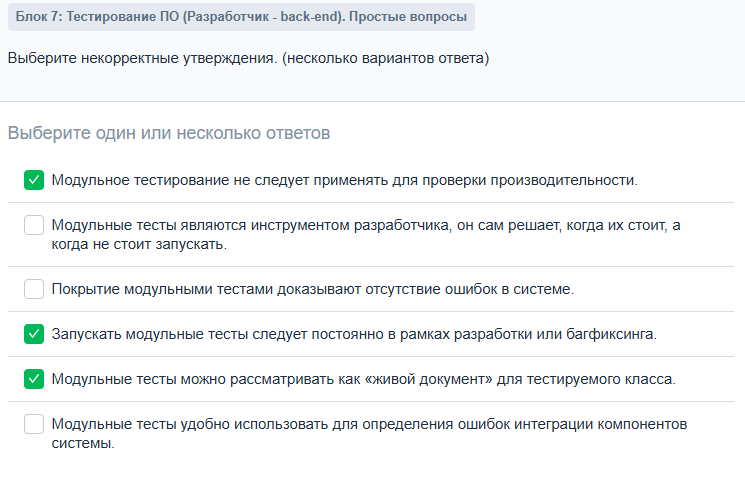 Блок 7: Тестирование ПО (Разработчик - back-end). Простые вопросы
Выберите некорректные утверждения. (несколько вариантов ответа)
Выберите один или несколько ответов
Модульное тестирование не следует применять для проверки производительности.
Модульные тесты являются инструментом разработчика, он сам решает, когда их стоит, а
когда не стоит запускать.
Покрытие модульными тестами доказывают отсутствие ошибок в системе.
Запускать модульные тесты следует постоянно в рамках разработки или багфиксинга.
Модульные тесты можно рассматривать как «живой документ» для тестируемого класса.
Модульные тесты удобно использовать для определения ошибок интеграции компонентов
системы.